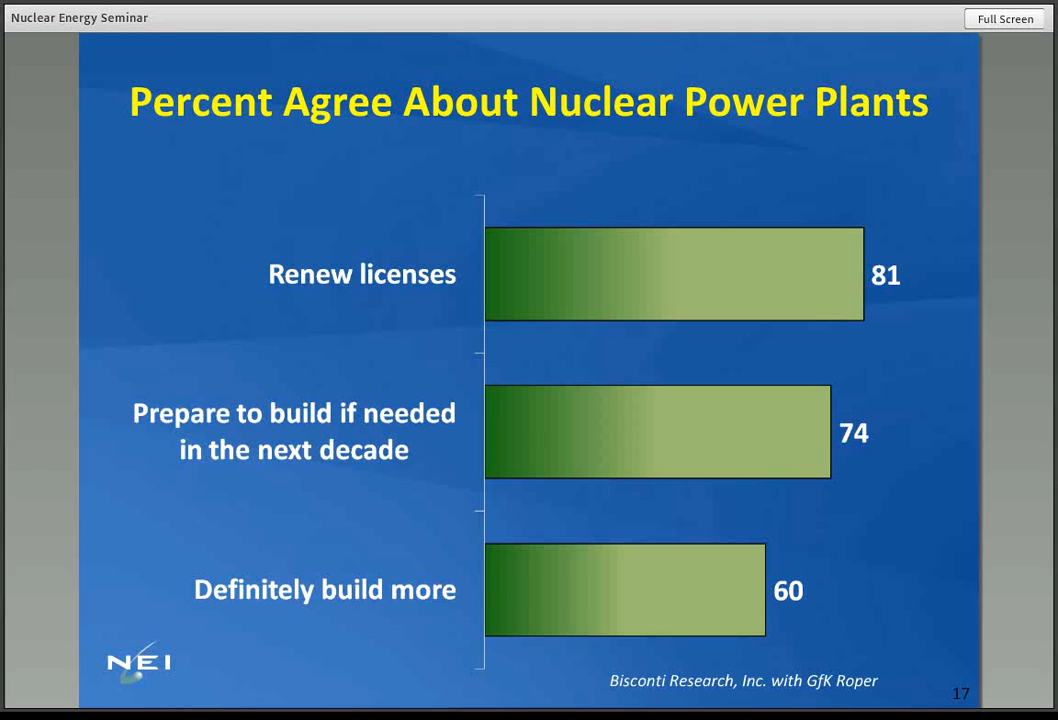 Nuclear Energy Seminar
Full Screen
Percent Agree About Nuclear Power Plants
Renew licenses
81
Prepare to build if needed
in the next decade
74
Definitely build more
60
NEI
Bisconti Research, Inc. with GfK Roper
17